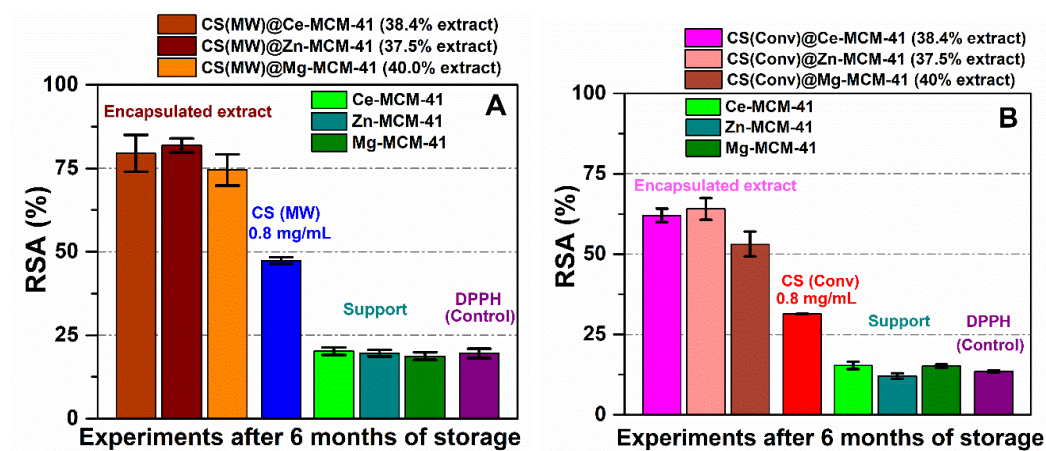 CS(MW)@Ce-MCM-41 (38.4% extract)
CS(MW)@Zn-MCM-41 (37.5% extract)
CS(MW)@Mg-MCM-41 (40.0% extract)
100
75
50
25
0
RSA (%)
A
Encapsulated extract
Ce-MCM-41
Zn-MCM-41
Mg-MCM-41
CS (MW)
0.8 mg/mL
Support
DPPH
(Control)
Experiments after 6 months of storage
CS(Conv)@Ce-MCM-41 (38.4% extract)
CS(Conv)@Zn-MCM-41 (37.5% extract)
CS(Conv)@Mg-MCM-41 (40% extract)
100
75
50
25
0
RSA (%)
B
Ce-MCM-41
Zn-MCM-41
Mg-MCM-41
Encapsulated extract
CS (Conv)
0.8 mg/mL
Support
DPPH
(Control)
Experiments after 6 months of storage